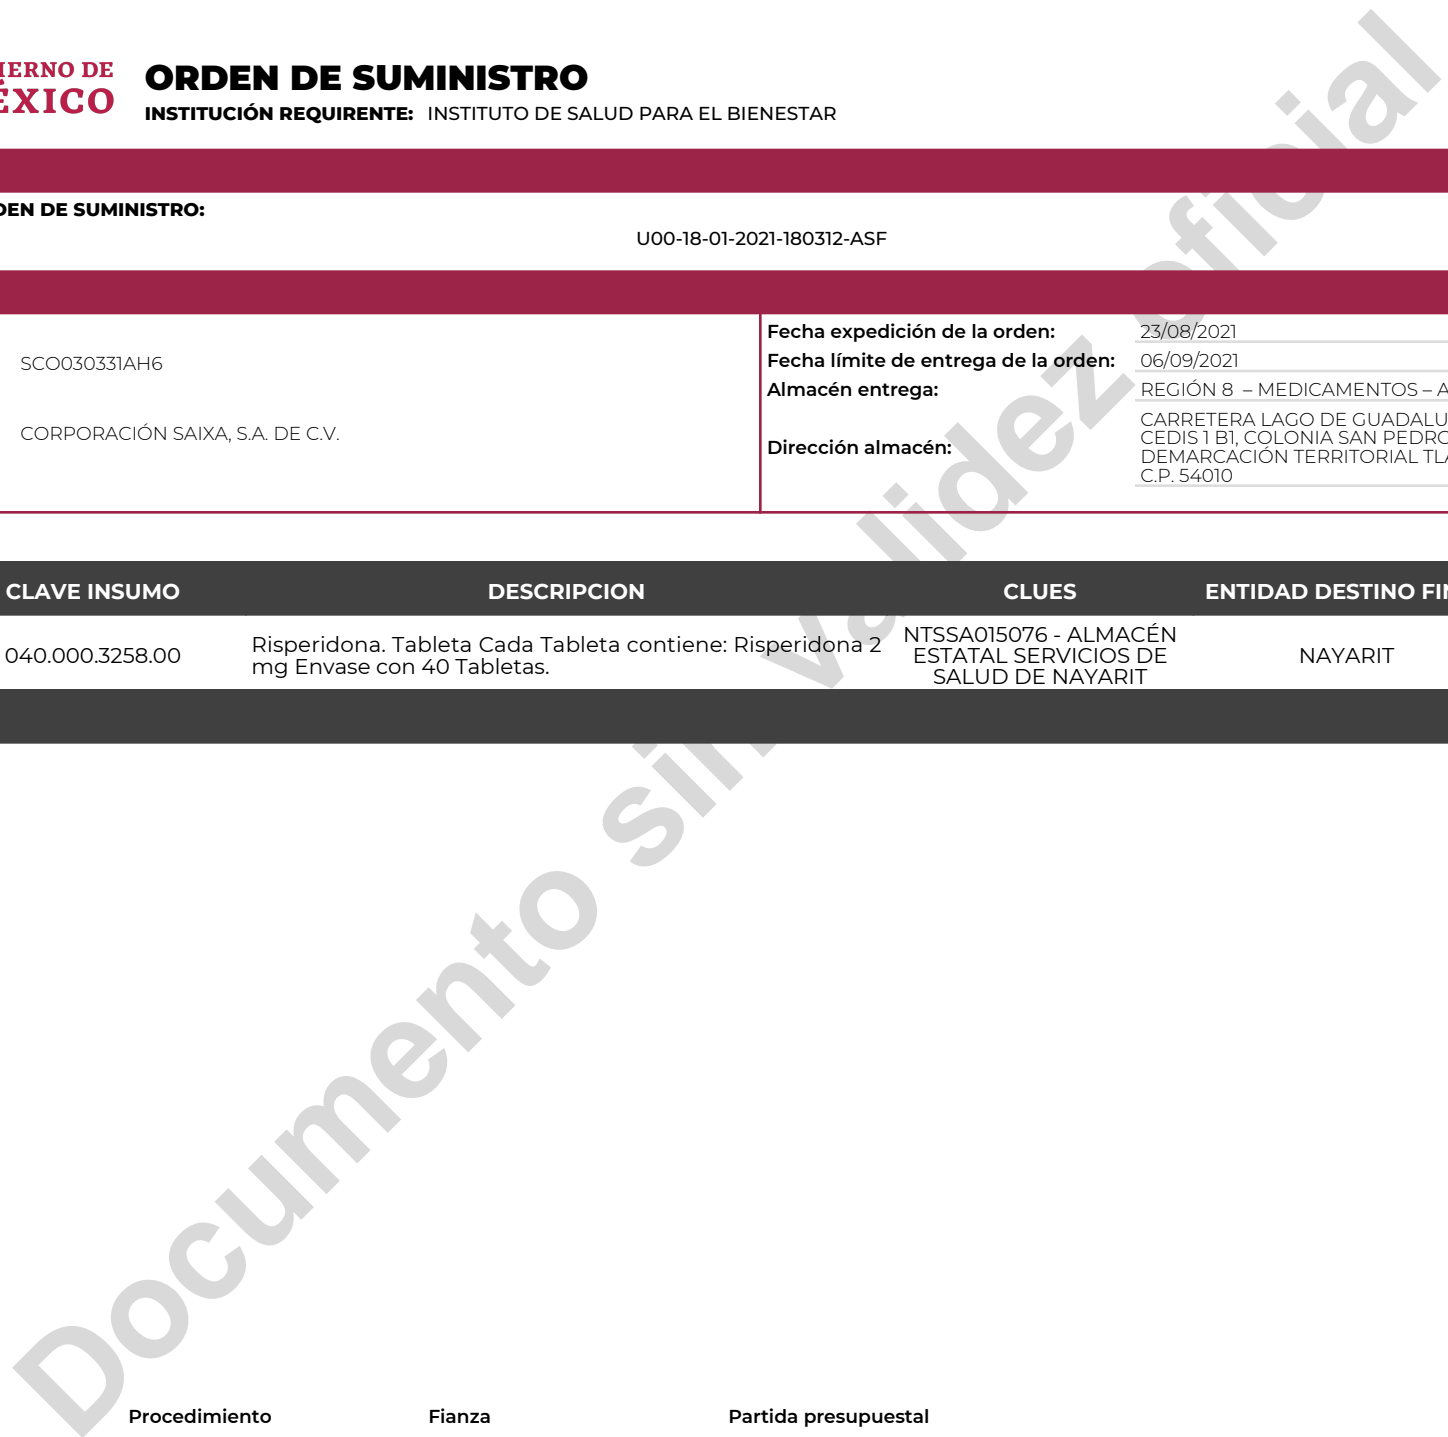 IERNO DE
ÉXICO
ORDEN DE SUMINISTRO
INSTITUCIÓN REQUIRENTE: INSTITUTO DE SALUD PARA EL BIENESTAR
DEN DE SUMINISTRO:
U00-18-01-2021-180312-ASF
SCO030331AH6
CORPORACIÓN SAIXA, S.A. DE C.V.
Fecha expedición de la orden: 23/08/2021
Fecha límite de entrega de la orden: 06/09/2021
Almacén entrega: REGIÓN 8 – MEDICAMENTOS – A
Dirección almacén:
CARRETERA LAGO DE GUADALU
CEDIS 1 B1, COLONIA SAN PEDRO
DEMARCACIÓN TERRITORIAL TLA
C.P. 54010
CLAVE INSUMO DESCRIPCION CLUES ENTIDAD DESTINO FIN
040.000.3258.00
Risperidona. Tableta Cada Tableta contiene: Risperidona 2
mg Envase con 40 Tabletas.
NTSSA015076 - ALMACÉN
ESTATAL SERVICIOS DE
SALUD DE NAYARIT
NAYARIT
Documento sin validez oficial
Procedimiento Fianza Partida presupuestal